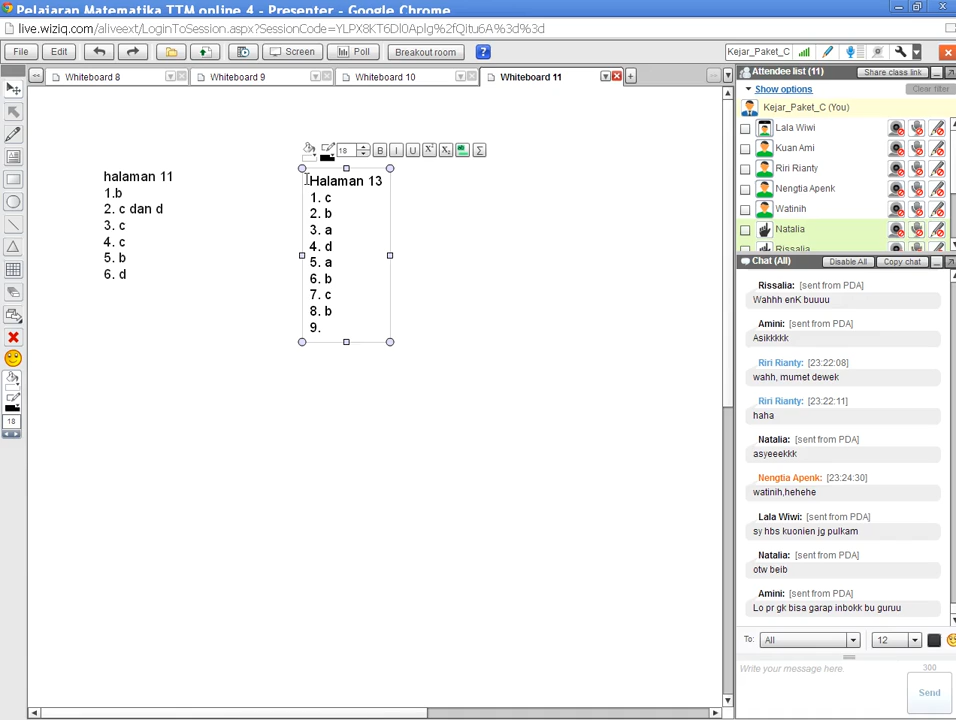 Pelajaran Matematika TTM online 4 - Presenter - Google Chrome
live.wiziq.com/aliveext/LoginToSession.aspx?SessionCode=YLPX8KT6Dl0Aplg%2fQitu6A%3d%3d
File Edit Screen Poll Breakout room ? Kejar_Paket_C
<< Whiteboard 8 Whiteboard 9 Whiteboard 10 Whiteboard 11
Attendee list (11) Share class link
Show options Clear filter
Kejar_Paket_C (You)
Lala Wiwi
Kuan Ami
Riri Rianty
Nengtia Apenk
Watinih
Natalia
Rissalia
18 B I U X² X₂ Σ
halaman 11
1.b
2. c dan d
3. c
4. c
5. b
6. d
Halaman 13
1. c
2. b
3. a
4. d
5. a
6. b
7. c
8. b
9.
18
Chat (All) Disable All Copy chat
Rissalia: [sent from PDA]
Wahhh enK buuuu
Amini: [sent from PDA]
Asikkkkk
Riri Rianty: [23:22:08]
wahh, mumet dewek
Riri Rianty: [23:22:11]
haha
Natalia: [sent from PDA]
asyeeekkk
Nengtia Apenk: [23:24:30]
watinih,hehehe
Lala Wiwi: [sent from PDA]
sy hbs kuonien jg pulkam
Natalia: [sent from PDA]
otw beib
Amini: [sent from PDA]
Lo pr gk bisa garap inbokk bu guruu
To: All 12
Write your message here. 300
Send